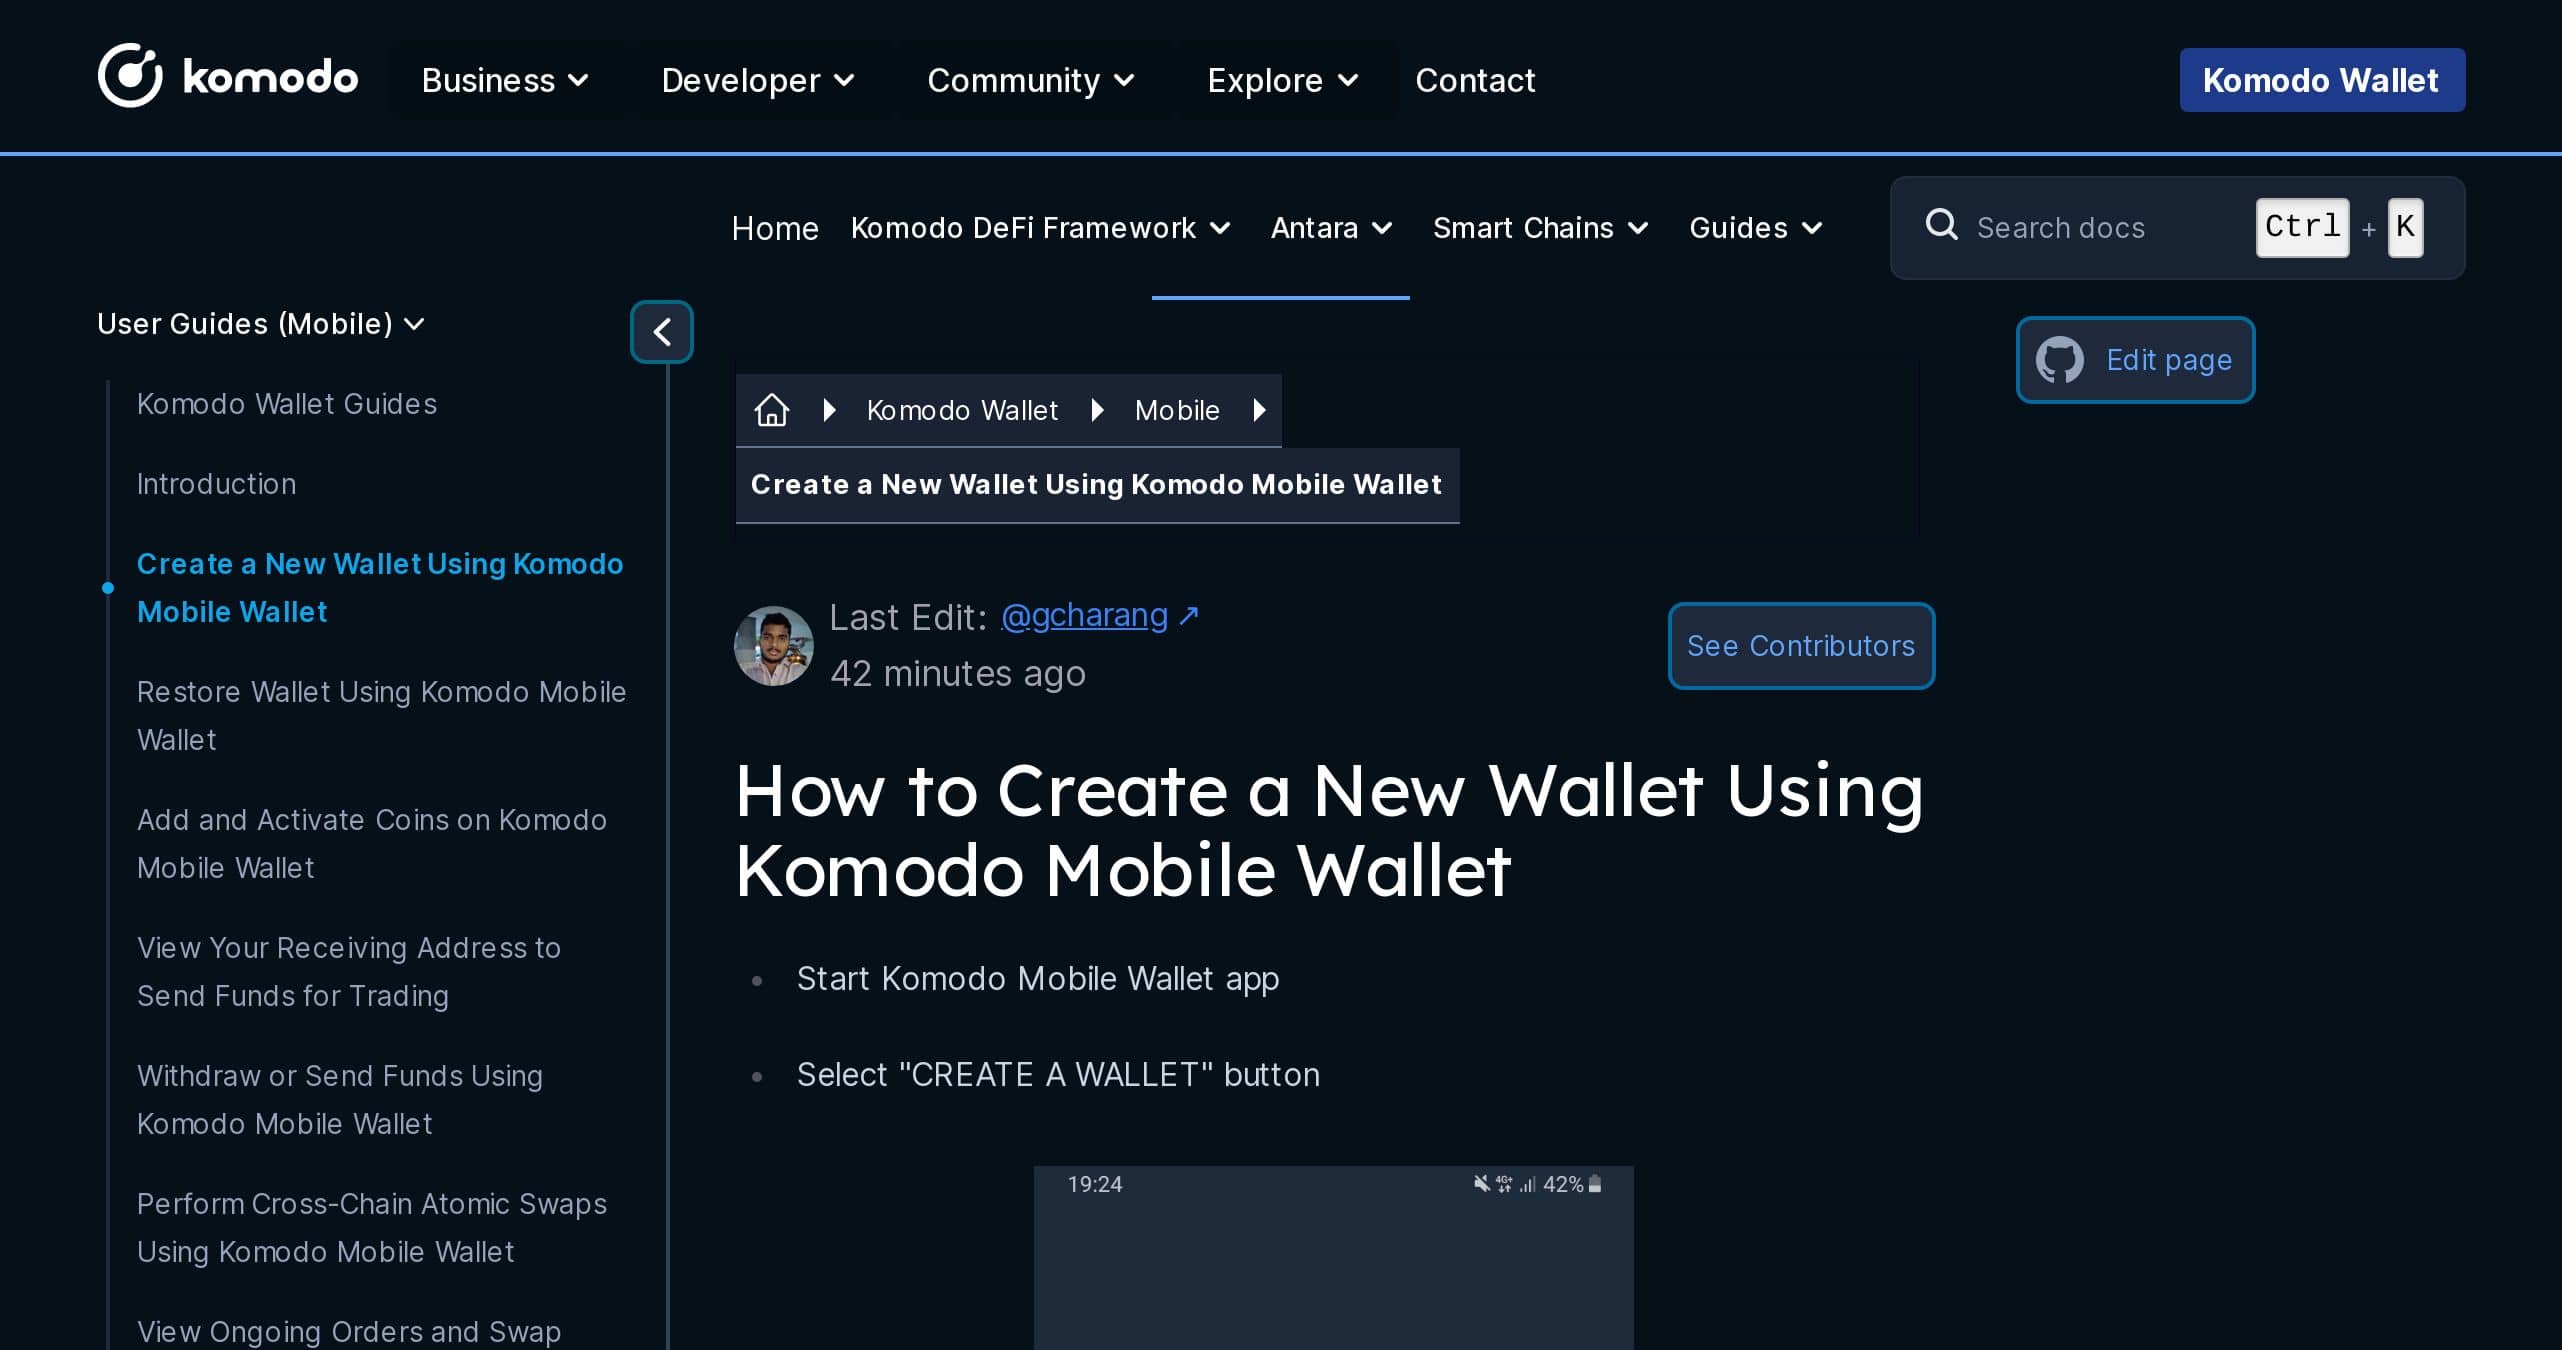 komodo
Business
Developer
Community
Explore
Contact
Komodo Wallet
Home
Komodo DeFi Framework
Antara
Smart Chains
Guides
Search docs
Ctrl + K
User Guides (Mobile)
Edit page
Komodo Wallet Guides
Introduction
Create a New Wallet Using Komodo
Mobile Wallet
Restore Wallet Using Komodo Mobile
Wallet
Add and Activate Coins on Komodo
Mobile Wallet
View Your Receiving Address to
Send Funds for Trading
Withdraw or Send Funds Using
Komodo Mobile Wallet
Perform Cross-Chain Atomic Swaps
Using Komodo Mobile Wallet
View Ongoing Orders and Swap
Komodo Wallet
Mobile
Create a New Wallet Using Komodo Mobile Wallet
Last Edit: @gcharang ↗
42 minutes ago
See Contributors
How to Create a New Wallet Using
Komodo Mobile Wallet
Start Komodo Mobile Wallet app
Select "CREATE A WALLET" button
19:24
4G+
42%